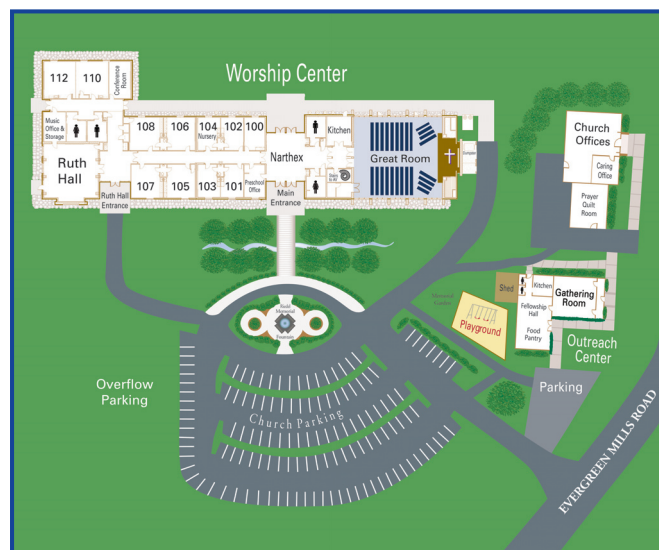 Worship Center
112
110
Conference
Room
Music
Office &
Storage
108
106
104
Nursery
102
100
Kitchen
Ruth
Hall
Narthex
Great Room
107
105
103
101
Preschool
Office
Ruth Hall
Entrance
Main
Entrance
Church
Offices
Caring
Office
Prayer
Quilt
Room
Shed
Kitchen
Gathering
Room
Fellowship
Hall
Food
Pantry
Playground
Outreach
Center
Memorial
Fountain
Overflow
Parking
Church Parking
Parking
EVERGREEN MILLS ROAD